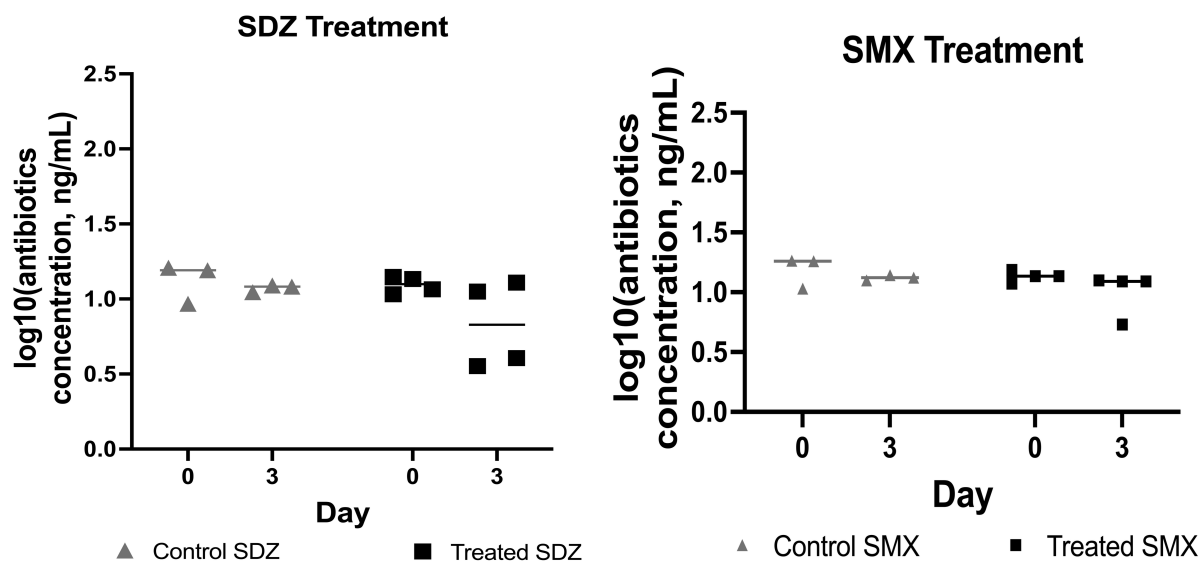 SDZ Treatment
log10(antibiotics
concentration, ng/mL)
2.5
2.0
1.5
1.0
0.5
0.0
0 3 0 3
Day
Control SDZ Treated SDZ
SMX Treatment
log10(antibiotics
concentration, ng/mL)
2.5
2.0
1.5
1.0
0.5
0.0
0 3 0 3
Day
Control SMX Treated SMX